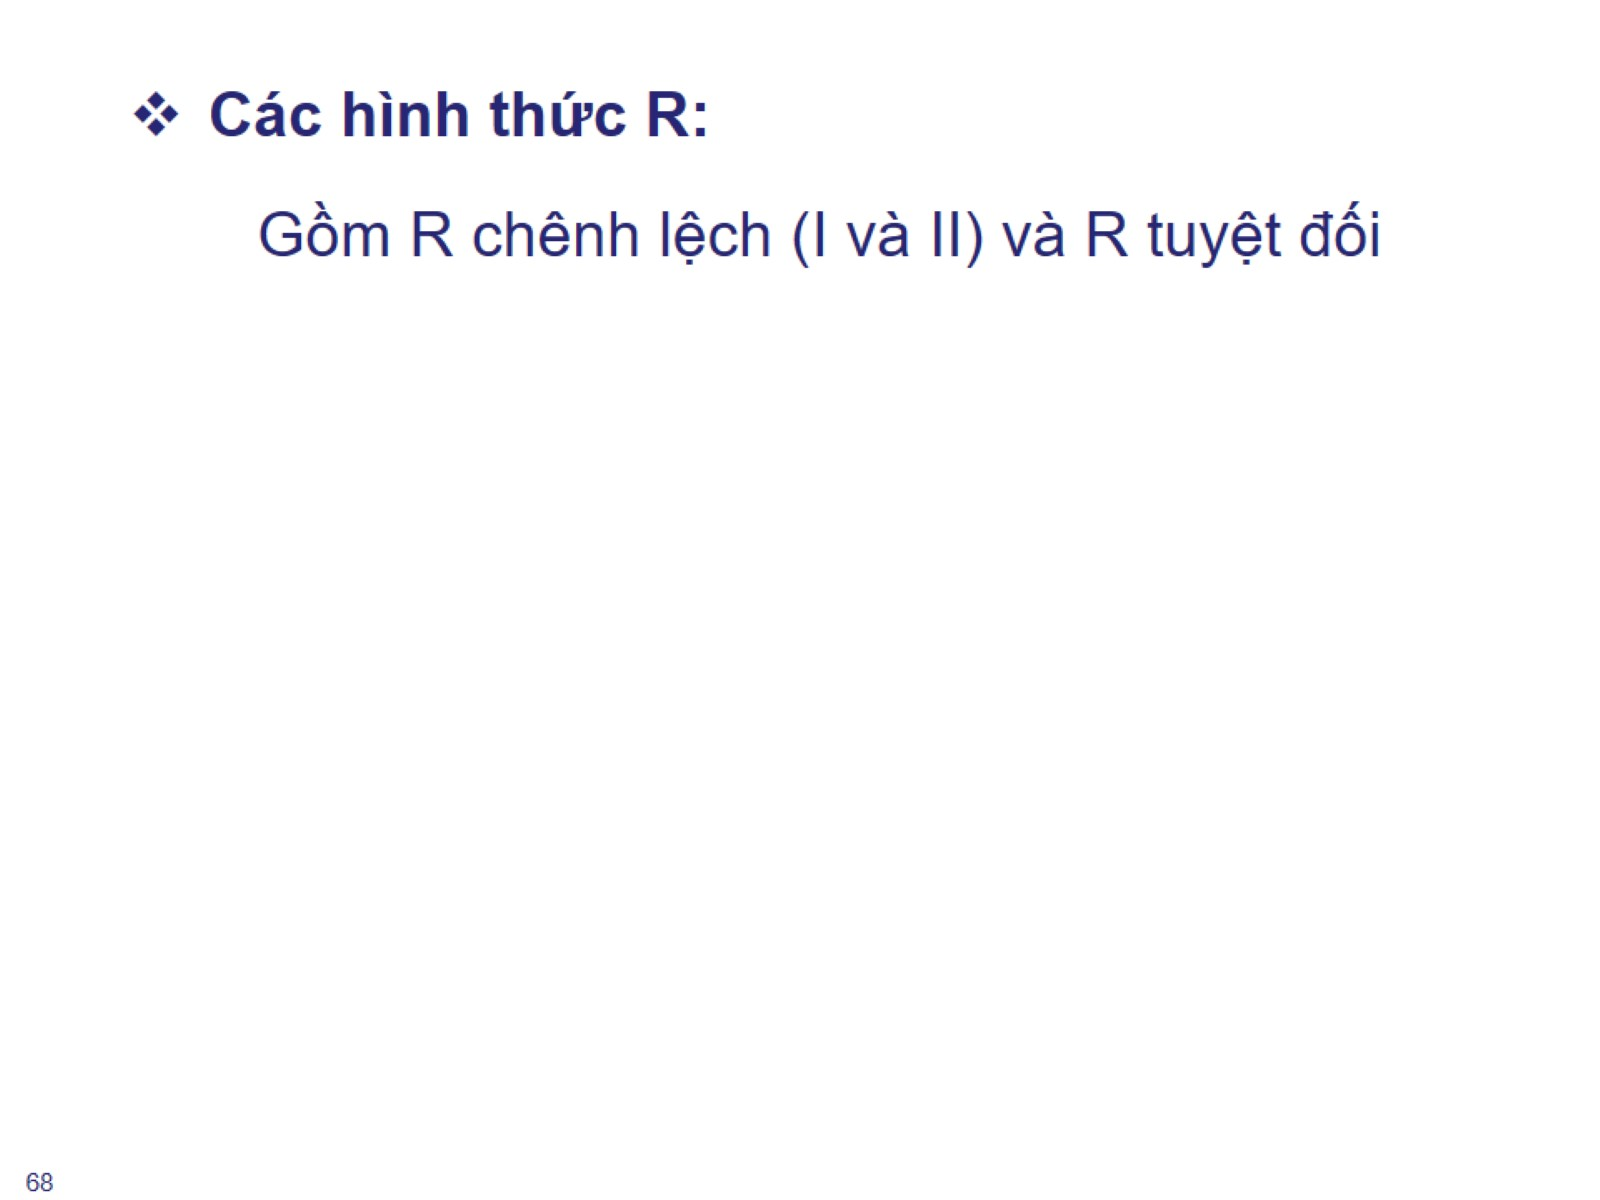 ❖ Các hình thức R:
Gồm R chênh lệch (I và II) và R tuyệt đối
68